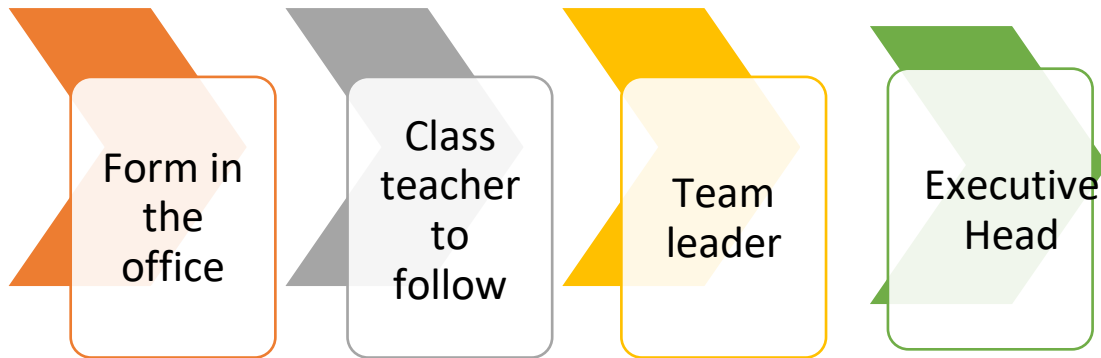 Form in
the
office
Class
teacher
to
follow
Team
leader
Executive
Head